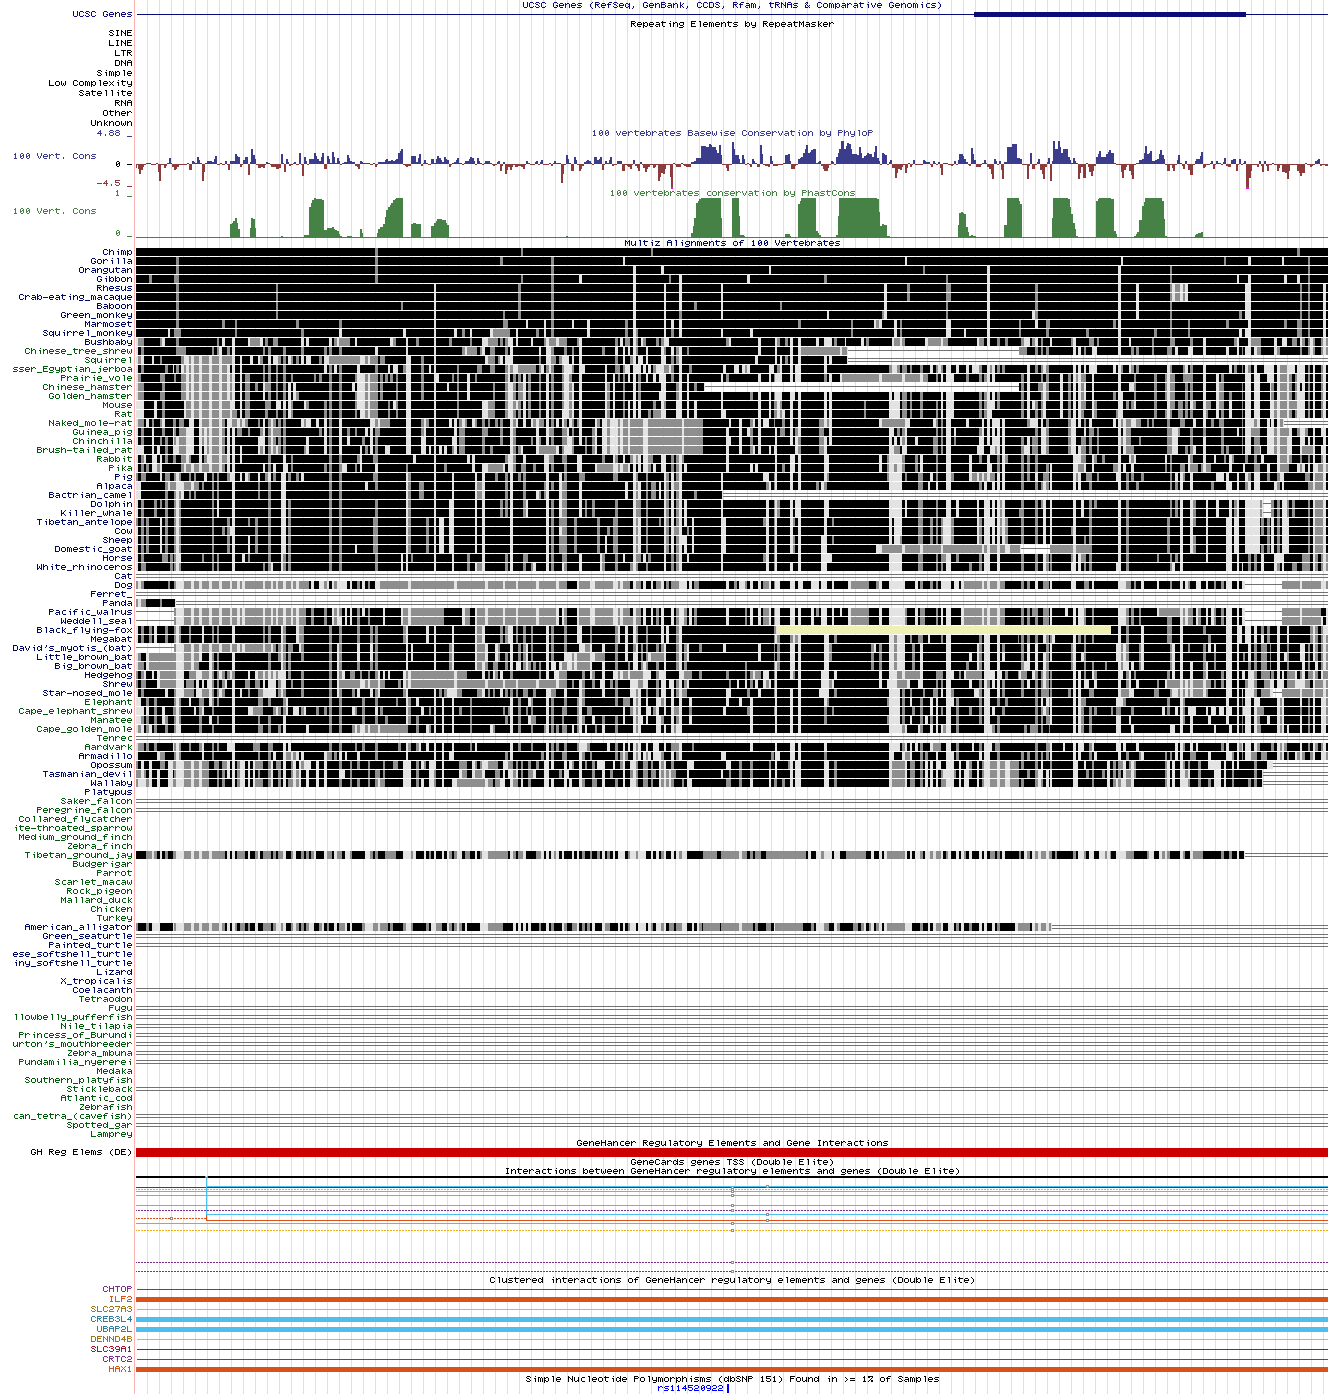 UCSC Genes (RefSeq, GenBank, CCDS, Rfam, tRNAs & Comparative Genomics)
UCSC Genes
Repeating Elements by RepeatMasker
SINE
LINE
LTR
DNA
Simple
Low Complexity
Satellite
RNA
Other
Unknown
4.88 _
100 vertebrates Basewise Conservation by PhyloP
100 Vert. Cons
0 _
-4.5 _
1 _
100 vertebrates conservation by PhastCons
100 Vert. Cons
0 _
Multiz Alignments of 100 Vertebrates
Chimp
Gorilla
Orangutan
Gibbon
Rhesus
Crab-eating_macaque
Baboon
Green_monkey
Marmoset
Squirrel_monkey
Bushbaby
Chinese_tree_shrew
Squirrel
sser_Egyptian_jerboa
Prairie_vole
Chinese_hamster
Golden_hamster
Mouse
Rat
Naked_mole-rat
Guinea_pig
Chinchilla
Brush-tailed_rat
Rabbit
Pika
Pig
Alpaca
Bactrian_camel
Dolphin
Killer_whale
Tibetan_antelope
Cow
Sheep
Domestic_goat
Horse
White_rhinoceros
Cat
Dog
Ferret_
Panda
Pacific_walrus
Weddell_seal
Black_flying-fox
Megabat
David's_myotis_(bat)
Little_brown_bat
Big_brown_bat
Hedgehog
Shrew
Star-nosed_mole
Elephant
Cape_elephant_shrew
Manatee
Cape_golden_mole
Tenrec
Aardvark
Armadillo
Opossum
Tasmanian_devil
Wallaby
Platypus
Saker_falcon
Peregrine_falcon
Collared_flycatcher
ite-throated_sparrow
Medium_ground_finch
Zebra_finch
Tibetan_ground_jay
Budgerigar
Parrot
Scarlet_macaw
Rock_pigeon
Mallard_duck
Chicken
Turkey
American_alligator
Green_seaturtle
Painted_turtle
ese_softshell_turtle
iny_softshell_turtle
Lizard
X_tropicalis
Coelacanth
Tetraodon
Fugu
llowbelly_pufferfish
Nile_tilapia
Princess_of_Burundi
urton's_mouthbreeder
Zebra_mbuna
Pundamilia_nyererei
Medaka
Southern_platyfish
Stickleback
Atlantic_cod
Zebrafish
can_tetra_(cavefish)
Spotted_gar
Lamprey
GeneHancer Regulatory Elements and Gene Interactions
GH Reg Elems (DE)
GeneCards genes TSS (Double Elite)
Interactions between GeneHancer regulatory elements and genes (Double Elite)
Clustered interactions of GeneHancer regulatory elements and genes (Double Elite)
CHTOP
ILF2
SLC27A3
CREB3L4
UBAP2L
DENND4B
SLC39A1
CRTC2
HAX1
Simple Nucleotide Polymorphisms (dbSNP 151) Found in >= 1% of Samples
rs114520922